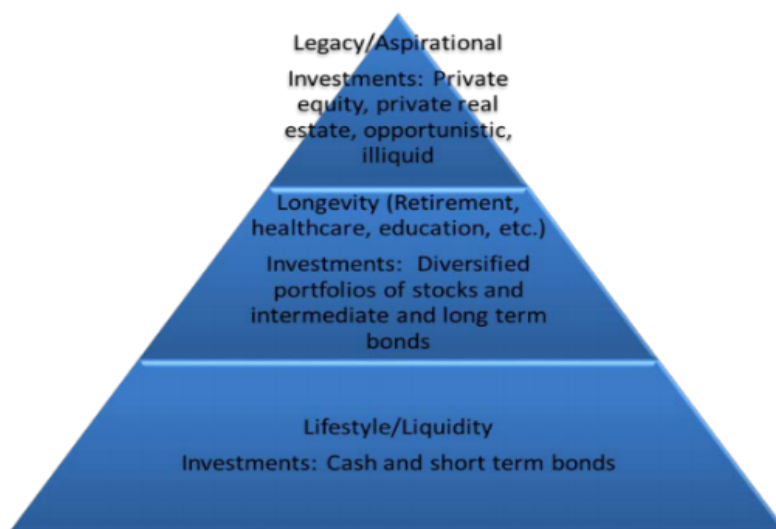 Legacy/Aspirational
Investments: Private
equity, private real
estate, opportunistic,
illiquid
Longevity (Retirement,
healthcare, education, etc.)
Investments: Diversified
portfolios of stocks and
intermediate and long term
bonds
Lifestyle/Liquidity
Investments: Cash and short term bonds